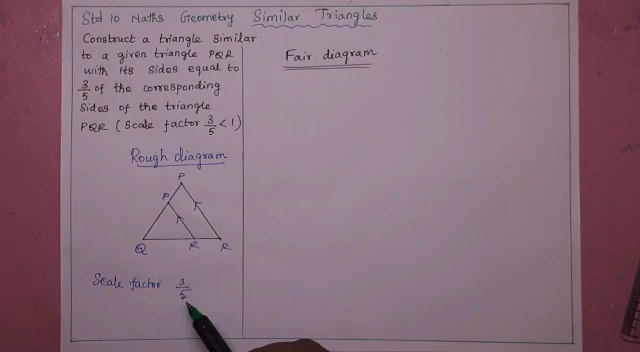 Std 10 Maths Geometry Similar Triangles
Construct a triangle similar
to a given triangle PQR
with its sides equal to
3/5 of the corresponding
sides of the triangle
PQR (Scale factor 3/5 < 1)
Fair diagram
Rough diagram
P
P
Q R R
Scale factor 3/5